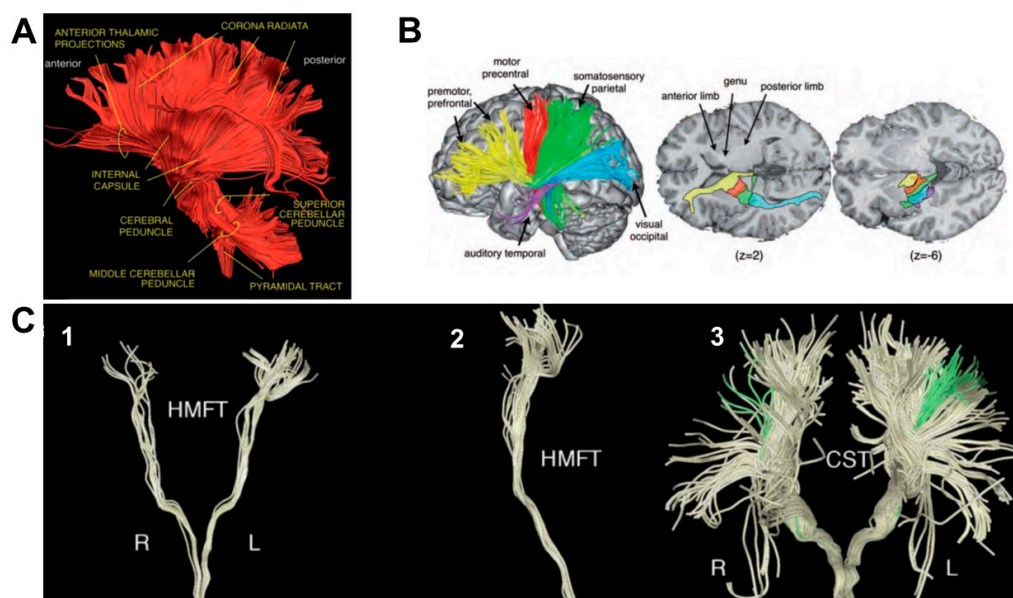 A
CORONA RADIATA
ANTERIOR THALAMIC
PROJECTIONS
anterior
posterior
INTERNAL
CAPSULE
SUPERIOR
CEREBELLAR
PEDUNCLE
CEREBRAL
PEDUNCLE
MIDDLE CEREBELLAR
PEDUNCLE
PYRAMIDAL TRACT
B
motor
precentral
somatosensory
parietal
premotor,
prefrontal
auditory temporal
visual
occipital
anterior limb
genu
posterior limb
(z=2)
(z=-6)
C
1
HMFT
R
L
2
HMFT
3
CST
R
L